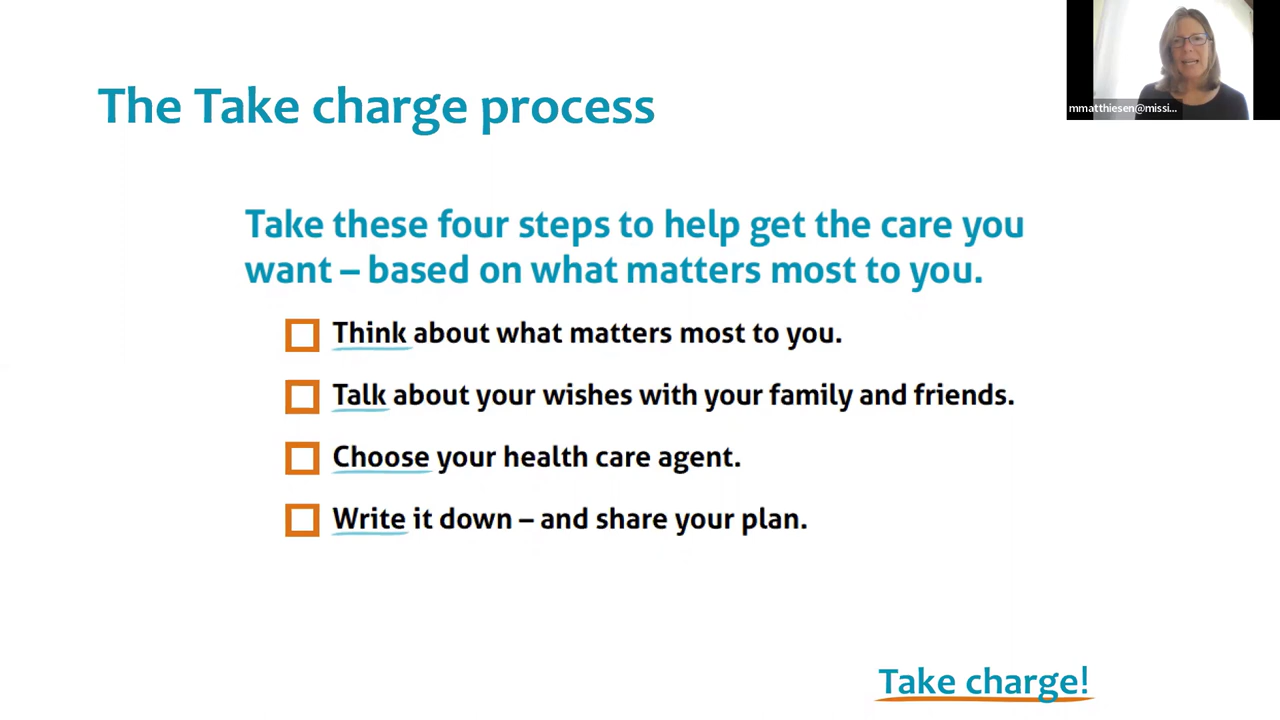 mmatthiesen@missi...
The Take charge process
Take these four steps to help get the care you
want – based on what matters most to you.
Think about what matters most to you.
Talk about your wishes with your family and friends.
Choose your health care agent.
Write it down – and share your plan.
Take charge!